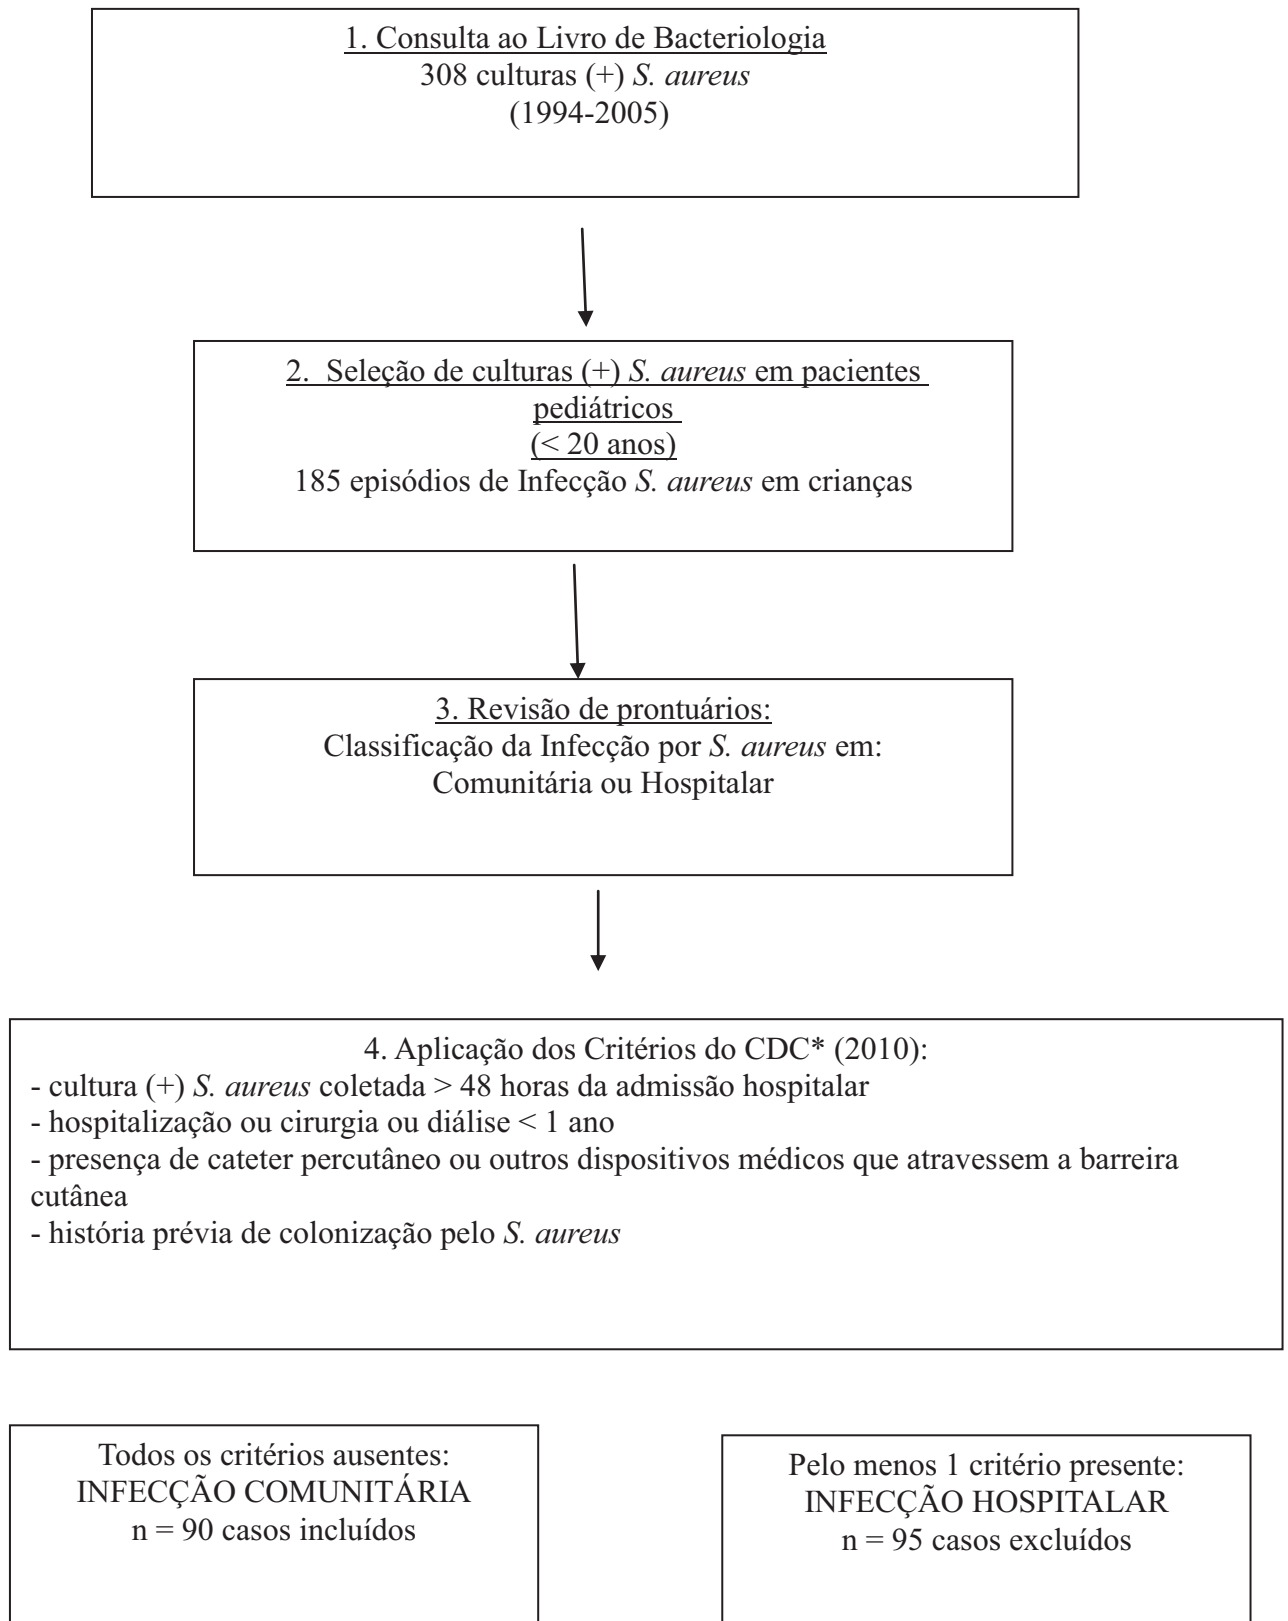 1. Consulta ao Livro de Bacteriologia
308 culturas (+) S. aureus
(1994-2005)
2. Seleção de culturas (+) S. aureus em pacientes
pediátricos
(< 20 anos)
185 episódios de Infecção S. aureus em crianças
3. Revisão de prontuários:
Classificação da Infecção por S. aureus em:
Comunitária ou Hospitalar
4. Aplicação dos Critérios do CDC* (2010):
- cultura (+) S. aureus coletada > 48 horas da admissão hospitalar
- hospitalização ou cirurgia ou diálise < 1 ano
- presença de cateter percutâneo ou outros dispositivos médicos que atravessem a barreira
cutânea
- história prévia de colonização pelo S. aureus
Todos os critérios ausentes:
INFECÇÃO COMUNITÁRIA
n = 90 casos incluídos
Pelo menos 1 critério presente:
INFECÇÃO HOSPITALAR
n = 95 casos excluídos